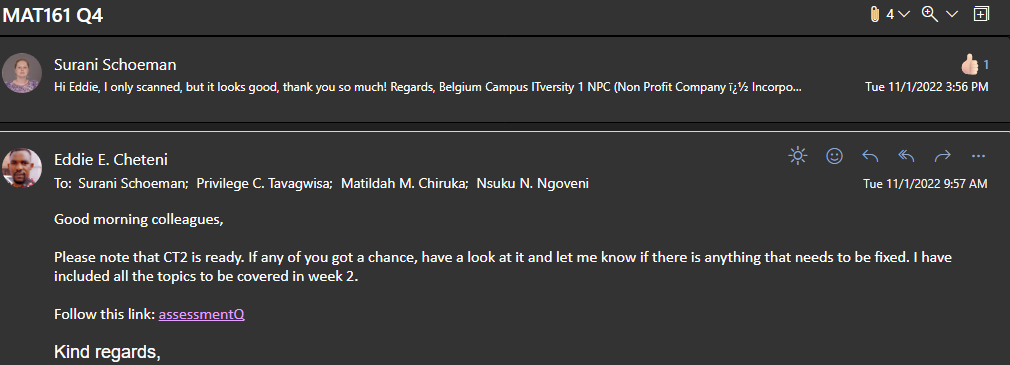 MAT161 Q4
4
Surani Schoeman
1
Hi Eddie, I only scanned, but it looks good, thank you so much! Regards, Belgium Campus ITversity 1 NPC (Non Profit Company ï¿½ Incorpo...
Tue 11/1/2022 3:56 PM
Eddie E. Cheteni
To: Surani Schoeman; Privilege C. Tavagwisa; Matildah M. Chiruka; Nsuku N. Ngoveni
Tue 11/1/2022 9:57 AM
Good morning colleagues,
Please note that CT2 is ready. If any of you got a chance, have a look at it and let me know if there is anything that needs to be fixed. I have
included all the topics to be covered in week 2.
Follow this link: assessmentQ
Kind regards,